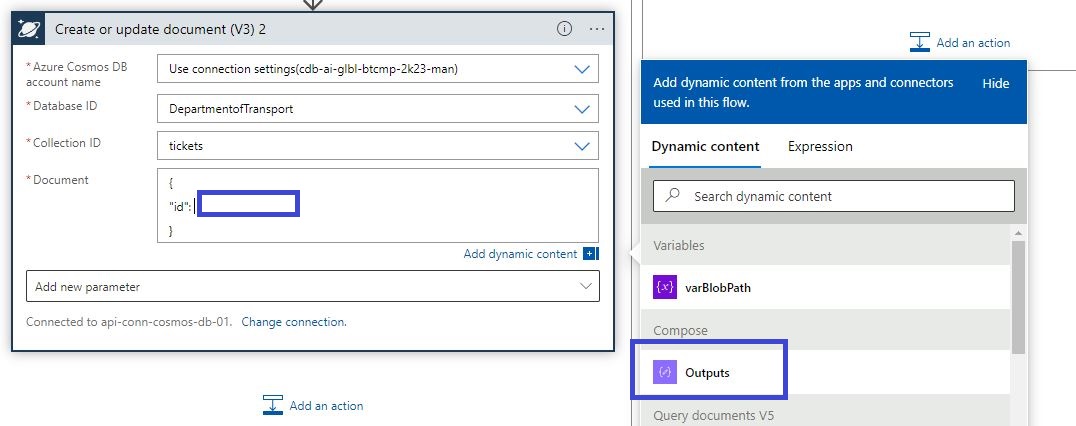 Create or update document (V3) 2
* Azure Cosmos DB
account name
Use connection settings(cdb-ai-glbl-btcmp-2k23-man)
* Database ID
DepartmentofTransport
* Collection ID
tickets
* Document
{
"id":
}
Add dynamic content
Add new parameter
Connected to api-conn-cosmos-db-01. Change connection.
Add an action
Add an action
Add dynamic content from the apps and connectors
used in this flow.
Hide
Dynamic content
Expression
Search dynamic content
Variables
{x} varBlobPath
Compose
Outputs
Query documents V5